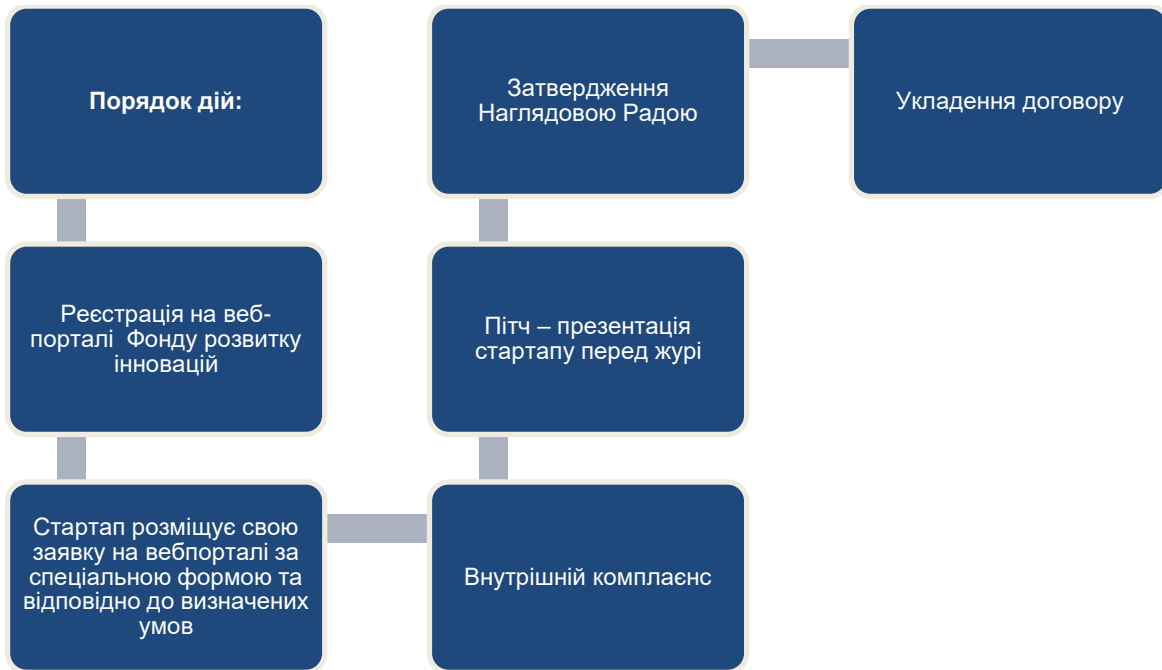 Порядок дій:
Реєстрація на веб-
порталі Фонду розвитку
інновацій
Стартап розміщує свою
заявку на вебпорталі за
спеціальною формою та
відповідно до визначених
умов
Внутрішній комплаєнс
Пітч – презентація
стартапу перед журі
Затвердження
Наглядовою Радою
Укладення договору